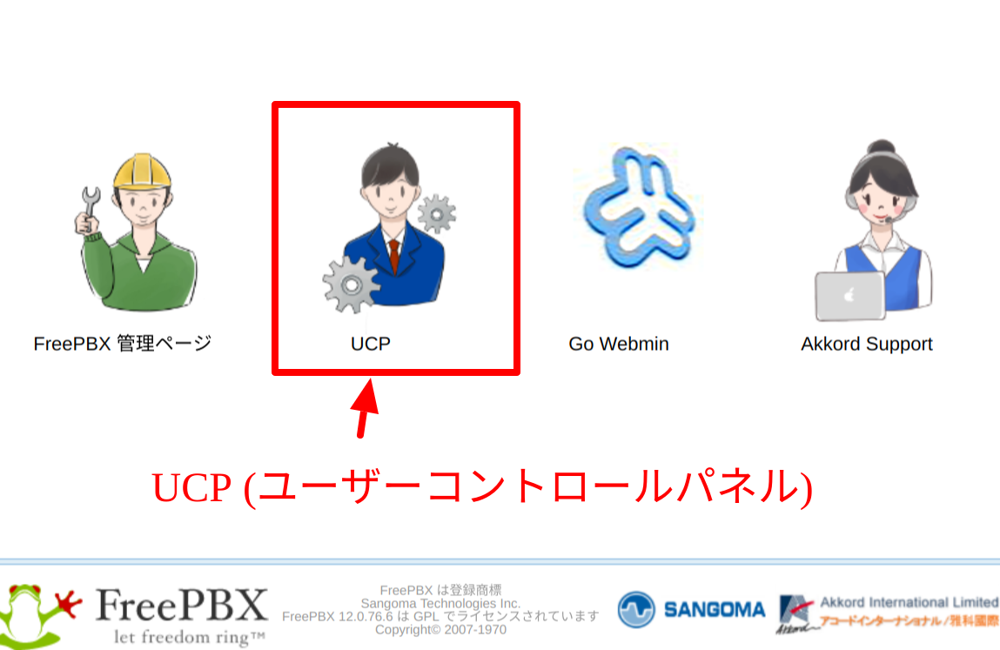 FreePBX 管理ページ
UCP
Go Webmin
Akkord Support
UCP (ユーザーコントロールパネル)
FreePBX
let freedom ring™
FreePBX は登録商標
Sangoma Technologies Inc.
FreePBX 12.0.76.6 は GPL でライセンスされています
Copyright© 2007-1970
SANGOMA
Akkord
Akkord International Limited
アコードインターナショナル/雅科國際